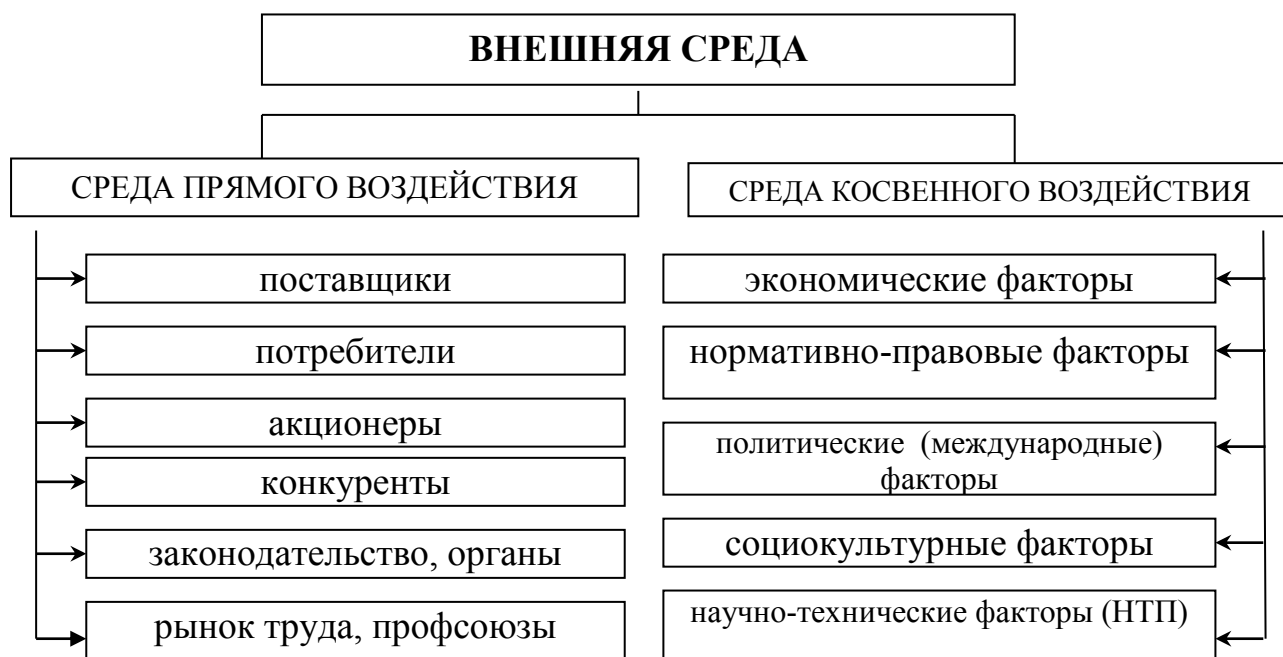 ВНЕШНЯЯ СРЕДА
СРЕДА ПРЯМОГО ВОЗДЕЙСТВИЯ
поставщики
потребители
акционеры
конкуренты
законодательство, органы
рынок труда, профсоюзы
СРЕДА КОСВЕННОГО ВОЗДЕЙСТВИЯ
экономические факторы
нормативно-правовые факторы
политические (международные)
факторы
социокультурные факторы
научно-технические факторы (НТП)